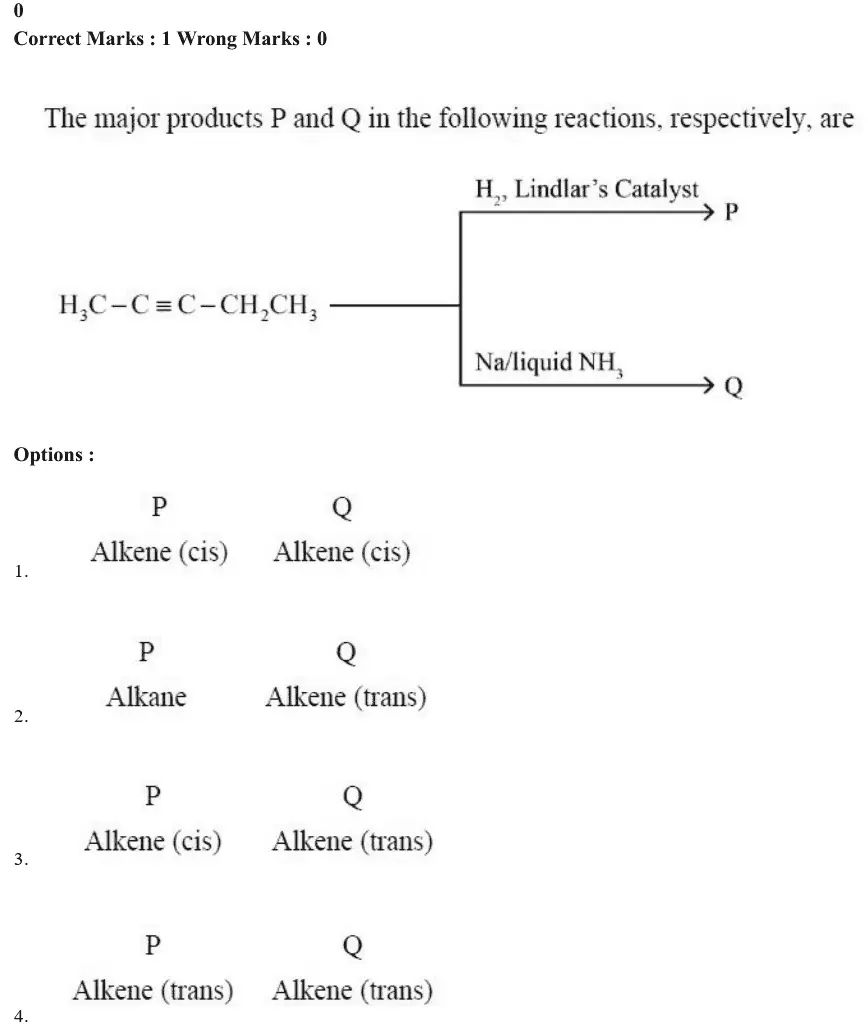 0
Correct Marks : 1 Wrong Marks : 0
The major products P and Q in the following reactions, respectively, are
H₂, Lindlar's Catalyst
P
H₃C–C≡C–CH₂CH₃
Na/liquid NH₃
Q
Options :
P Q
Alkene (cis) Alkene (cis)
1.
P Q
Alkane Alkene (trans)
2.
P Q
Alkene (cis) Alkene (trans)
3.
P Q
Alkene (trans) Alkene (trans)
4.